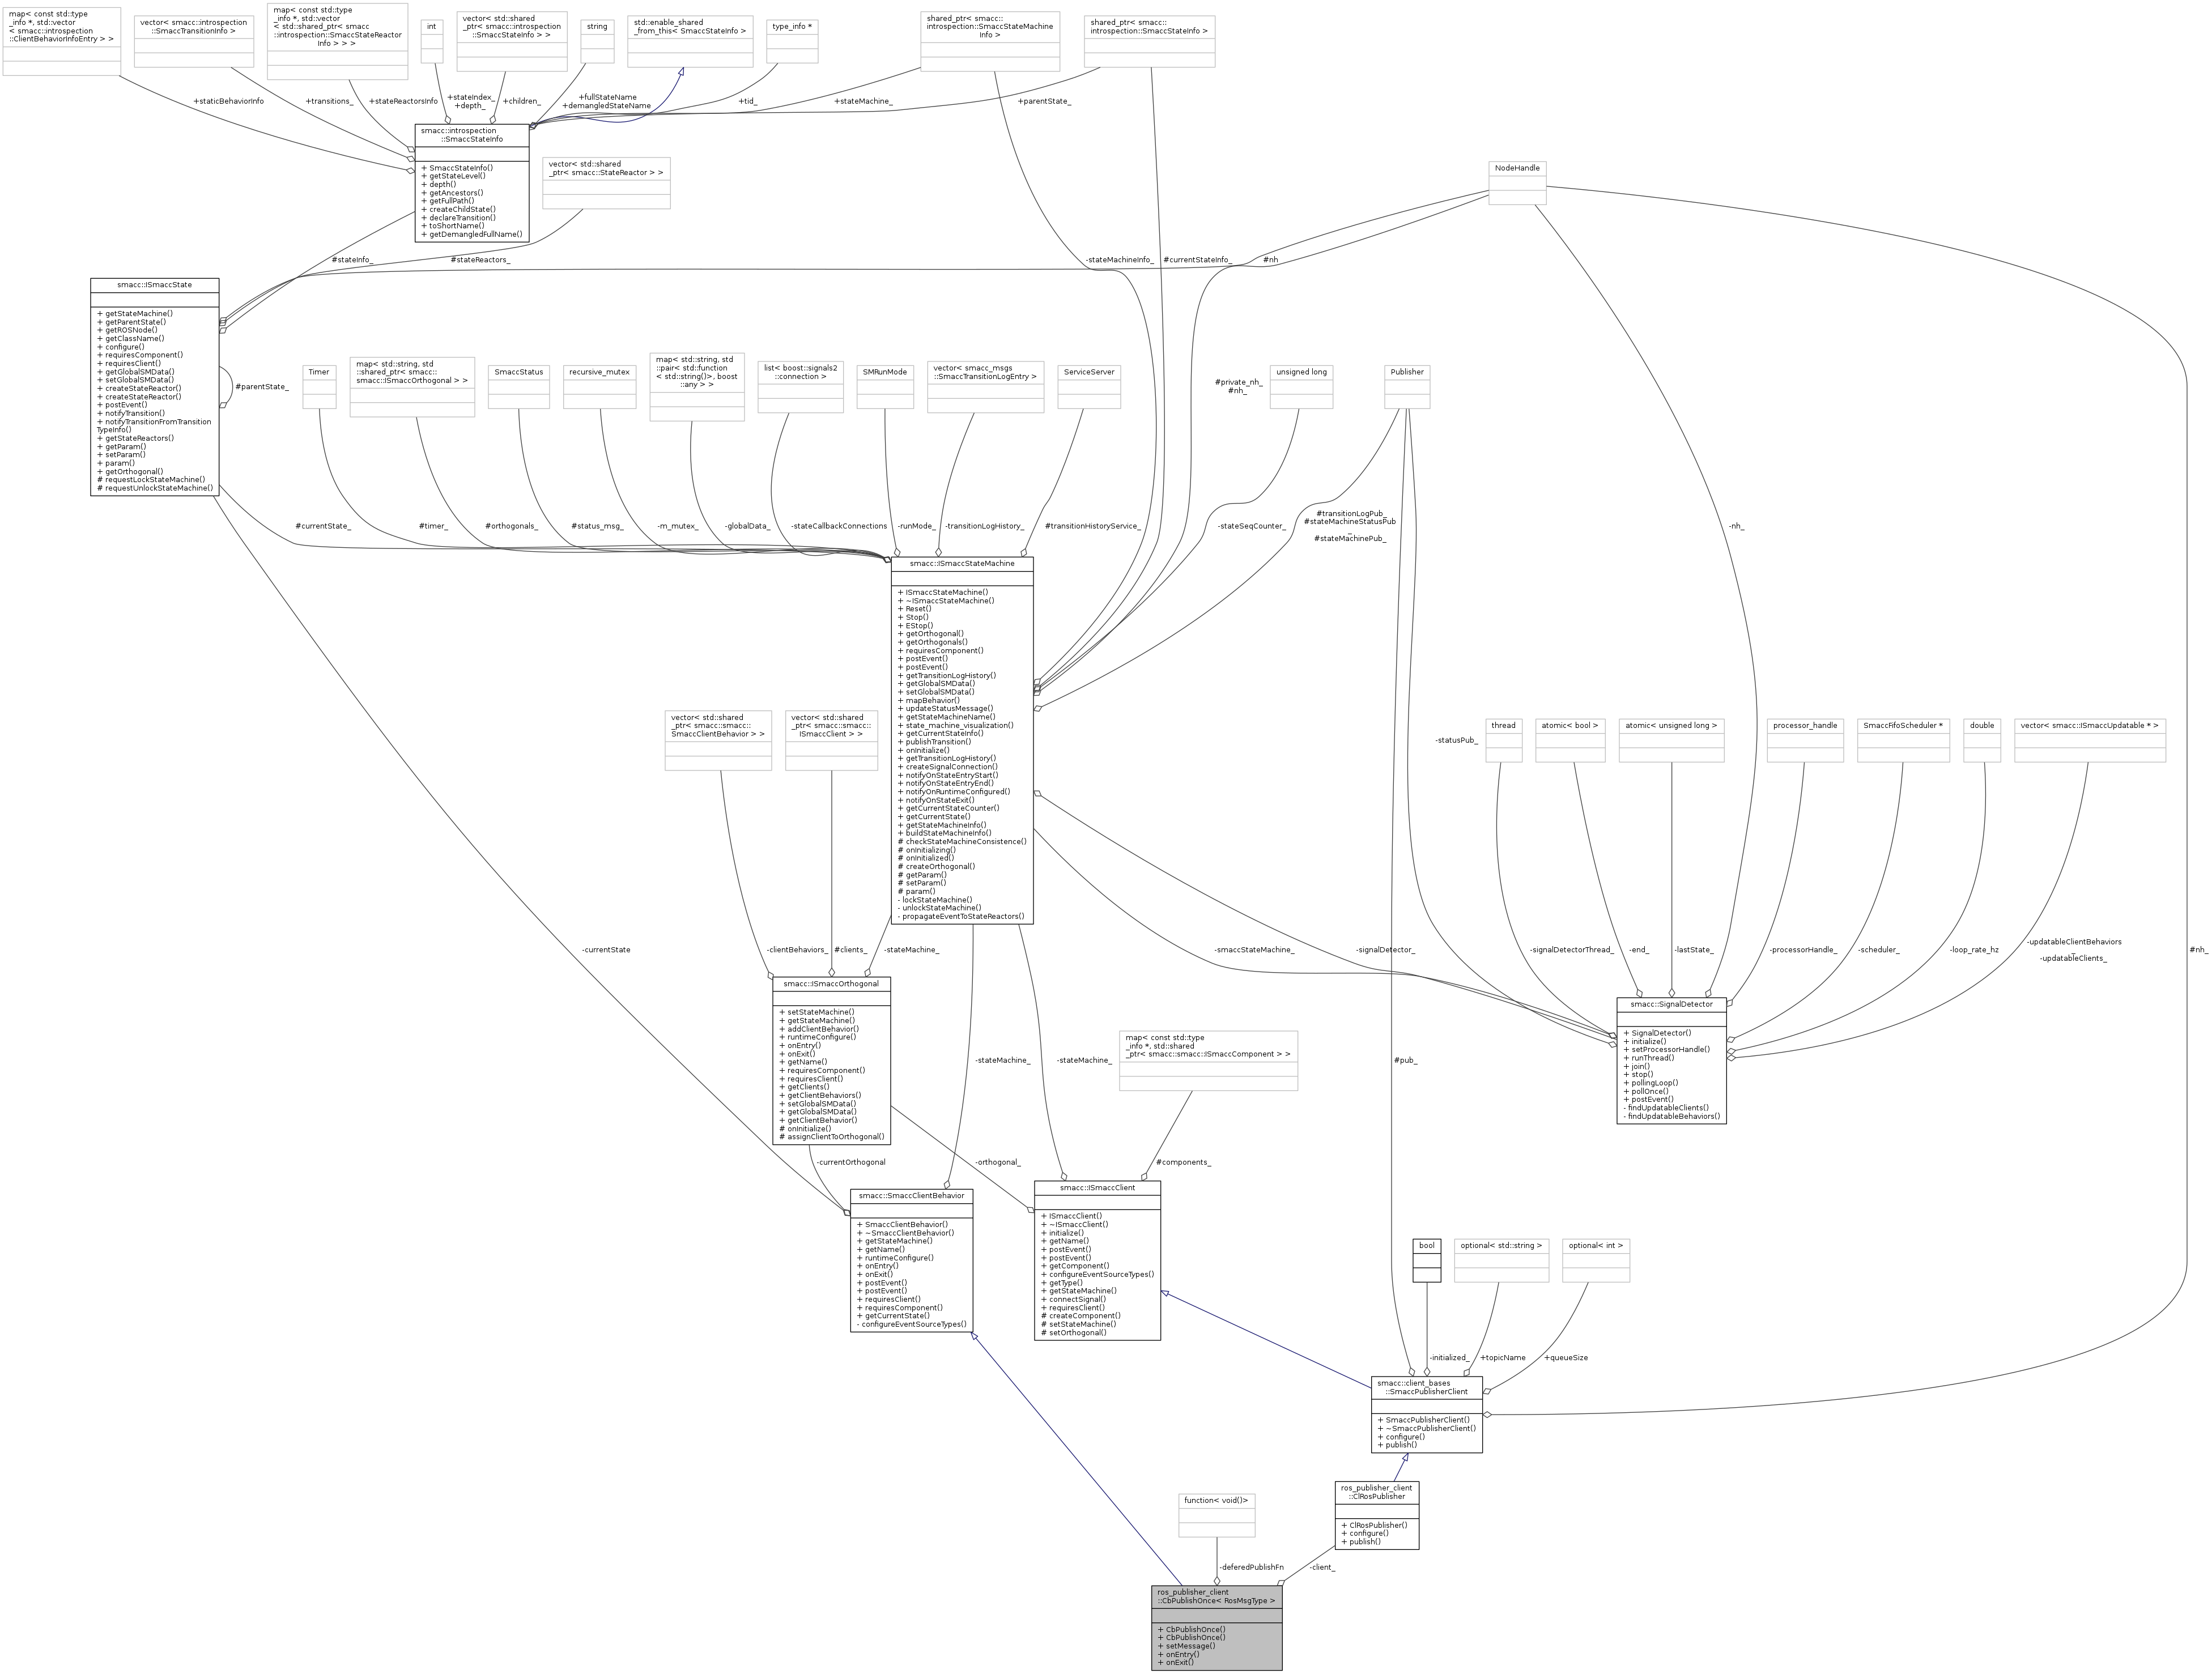 map< const std::type
_info *, std::vector
< smacc::introspection
::ClientBehaviorInfoEntry > >
vector< smacc::introspection
::SmaccTransitionInfo >
map< const std::type
_info *, std::vector
< std::shared_ptr< smacc
::introspection::SmaccStateReactor
Info > > >
int
vector< std::shared
_ptr< smacc::introspection
::SmaccStateInfo > >
string
std::enable_shared
_from_this< SmaccStateInfo >
type_info *
shared_ptr< smacc::
introspection::SmaccStateMachine
Info >
shared_ptr< smacc::
introspection::SmaccStateInfo >
+staticBehaviorInfo
+transitions_
+stateReactorsInfo
+stateIndex_
+depth_
+children_
+fullStateName
+demangledStateName
+tid_
+stateMachine_
+parentState_
smacc::introspection
::SmaccStateInfo
+ SmaccStateInfo()
+ getStateLevel()
+ depth()
+ getAncestors()
+ getFullPath()
+ createChildState()
+ declareTransition()
+ toShortName()
+ getDemangledFullName()
vector< std::shared
_ptr< smacc::StateReactor > >
NodeHandle
#stateInfo_
#stateReactors_
-stateMachineInfo_
#currentStateInfo_
#nh
smacc::ISmaccState
+ getStateMachine()
+ getParentState()
+ getROSNode()
+ getClassName()
+ configure()
+ requiresComponent()
+ requiresClient()
+ getGlobalSMData()
+ setGlobalSMData()
+ createStateReactor()
+ createStateReactor()
+ postEvent()
+ notifyTransition()
+ notifyTransitionFromTransition
TypeInfo()
+ getStateReactors()
+ getParam()
+ setParam()
+ param()
+ getOrthogonal()
# requestLockStateMachine()
# requestUnlockStateMachine()
#parentState_
Timer
map< std::string, std
::shared_ptr< smacc::
smacc::ISmaccOrthogonal > >
SmaccStatus
recursive_mutex
map< std::string, std
::pair< std::function
< std::string()>, boost
::any > >
list< boost::signals2
::connection >
SMRunMode
vector< smacc_msgs
::SmaccTransitionLogEntry >
ServiceServer
#private_nh_
#nh_
unsigned long
Publisher
#currentState_
#timer_
#orthogonals_
#status_msg_
-m_mutex_
-globalData_
-stateCallbackConnections
-runMode_
-transitionLogHistory_
#transitionHistoryService_
-stateSeqCounter_
#transitionLogPub_
#stateMachineStatusPub
_
#stateMachinePub_
-nh_
smacc::ISmaccStateMachine
+ ISmaccStateMachine()
+ ~ISmaccStateMachine()
+ Reset()
+ Stop()
+ EStop()
+ getOrthogonal()
+ getOrthogonals()
+ requiresComponent()
+ postEvent()
+ postEvent()
+ getTransitionLogHistory()
+ getGlobalSMData()
+ setGlobalSMData()
+ mapBehavior()
+ updateStatusMessage()
+ getStateMachineName()
+ state_machine_visualization()
+ getCurrentStateInfo()
+ publishTransition()
+ onInitialize()
+ getTransitionLogHistory()
+ createSignalConnection()
+ notifyOnStateEntryStart()
+ notifyOnStateEntryEnd()
+ notifyOnRuntimeConfigured()
+ notifyOnStateExit()
+ getCurrentStateCounter()
+ getCurrentState()
+ getStateMachineInfo()
+ buildStateMachineInfo()
# checkStateMachineConsistence()
# onInitializing()
# onInitialized()
# createOrthogonal()
# getParam()
# setParam()
# param()
- lockStateMachine()
- unlockStateMachine()
- propagateEventToStateReactors()
vector< std::shared
_ptr< smacc::smacc::
SmaccClientBehavior > >
vector< std::shared
_ptr< smacc::smacc::
ISmaccClient > >
-statusPub_
thread
atomic< bool >
atomic< unsigned long >
processor_handle
SmaccFifoScheduler *
double
vector< smacc::ISmaccUpdatable * >
-currentState
-clientBehaviors_
#clients_
-stateMachine_
-smaccStateMachine_
-signalDetector_
-signalDetectorThread_
-end_
-lastState_
-processorHandle_
-scheduler_
-loop_rate_hz
-updatableClientBehaviors
_
-updatableClients_
#nh_
smacc::ISmaccOrthogonal
+ setStateMachine()
+ getStateMachine()
+ addClientBehavior()
+ runtimeConfigure()
+ onEntry()
+ onExit()
+ getName()
+ requiresComponent()
+ requiresClient()
+ getClients()
+ getClientBehaviors()
+ setGlobalSMData()
+ getGlobalSMData()
+ getClientBehavior()
# onInitialize()
# assignClientToOrthogonal()
smacc::SignalDetector
+ SignalDetector()
+ initialize()
+ setProcessorHandle()
+ runThread()
+ join()
+ stop()
+ pollingLoop()
+ pollOnce()
+ postEvent()
- findUpdatableClients()
- findUpdatableBehaviors()
-stateMachine_
-stateMachine_
map< const std::type
_info *, std::shared
_ptr< smacc::smacc::ISmaccComponent > >
#pub_
-currentOrthogonal
-orthogonal_
#components_
smacc::SmaccClientBehavior
+ SmaccClientBehavior()
+ ~SmaccClientBehavior()
+ getStateMachine()
+ getName()
+ runtimeConfigure()
+ onEntry()
+ onExit()
+ postEvent()
+ postEvent()
+ requiresClient()
+ requiresComponent()
+ getCurrentState()
- configureEventSourceTypes()
smacc::ISmaccClient
+ ISmaccClient()
+ ~ISmaccClient()
+ initialize()
+ getName()
+ postEvent()
+ postEvent()
+ getComponent()
+ configureEventSourceTypes()
+ getType()
+ getStateMachine()
+ connectSignal()
+ requiresClient()
# createComponent()
# setStateMachine()
# setOrthogonal()
bool
optional< std::string >
optional< int >
-initialized_
+topicName
+queueSize
smacc::client_bases
::SmaccPublisherClient
+ SmaccPublisherClient()
+ ~SmaccPublisherClient()
+ configure()
+ publish()
function< void()>
ros_publisher_client
::ClRosPublisher
+ ClRosPublisher()
+ configure()
+ publish()
-deferedPublishFn
-client_
ros_publisher_client
::CbPublishOnce< RosMsgType >
+ CbPublishOnce()
+ CbPublishOnce()
+ setMessage()
+ onEntry()
+ onExit()